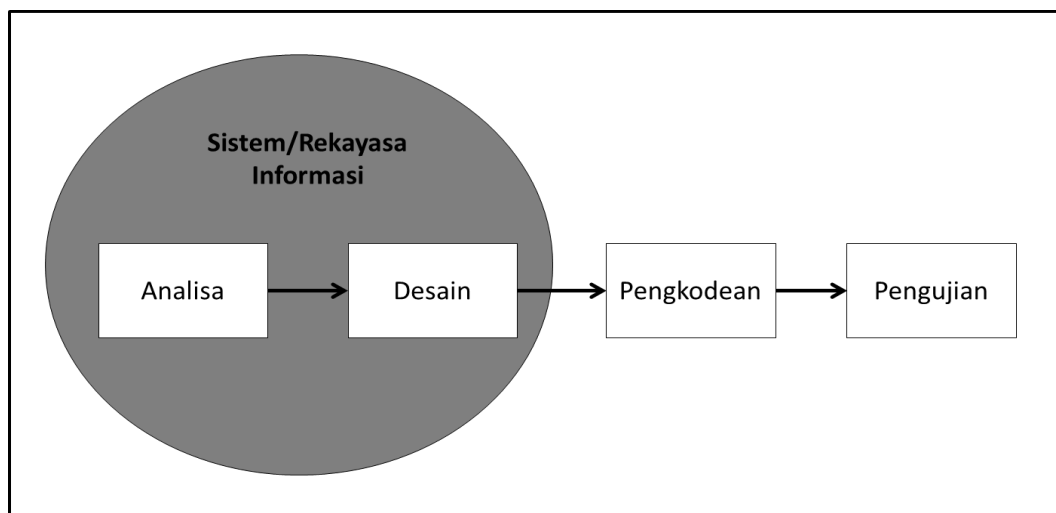 Sistem/Rekayasa
Informasi
Analisa
Desain
Pengkodean
Pengujian